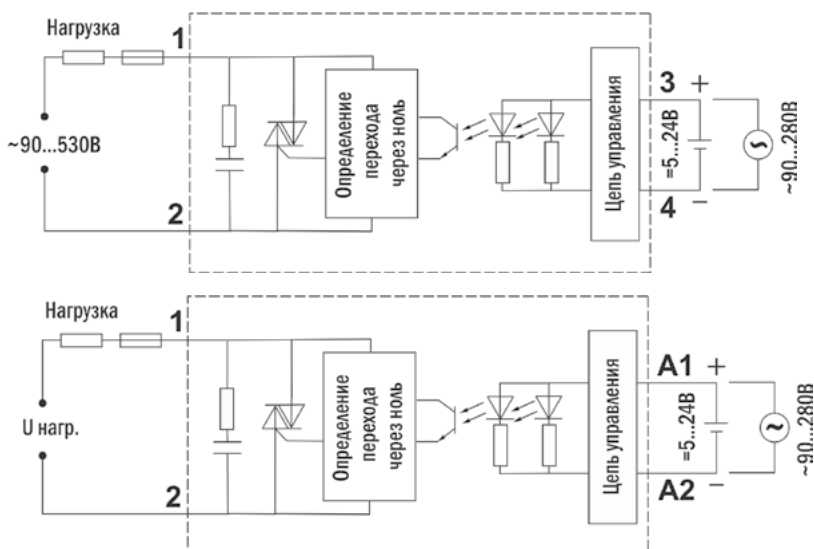 Нагрузка
1
~90...530В
2
Определение
перехода
через ноль
Цепь управления
3
+
=5...24В
4
−
~90...280В
Нагрузка
1
U нагр.
2
Определение
перехода
через ноль
Цепь управления
A1
+
=5...24В
A2
−
~90...280В